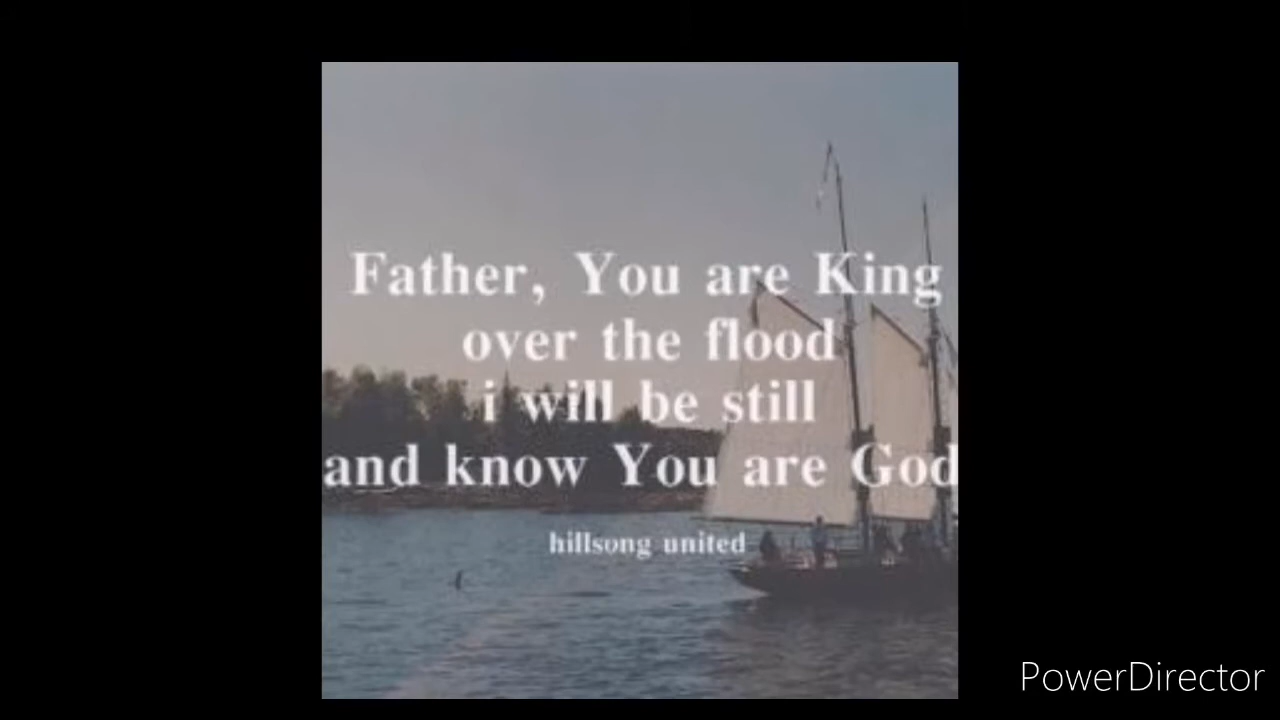 Father, You are King
over the flood
i will be still
and know You are God
hillsong united
PowerDirector